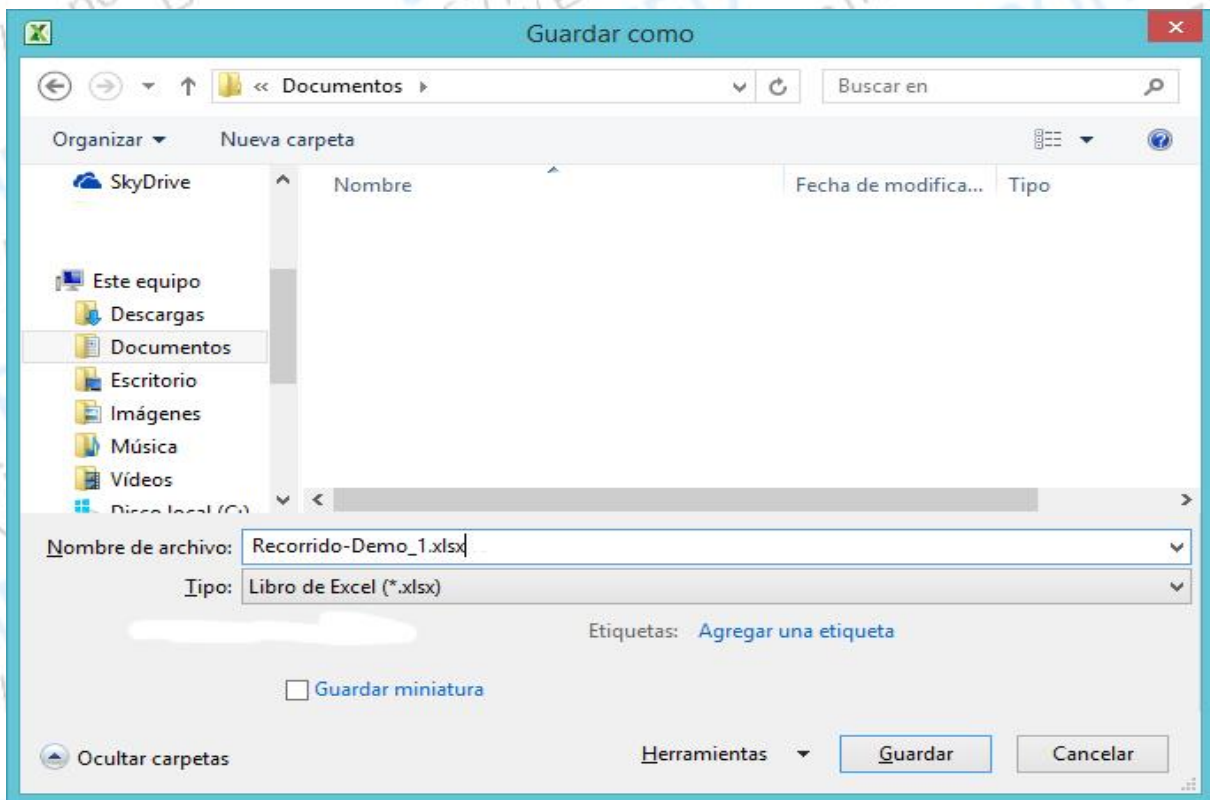 Guardar como
« Documentos
Buscar en
Organizar
Nueva carpeta
SkyDrive
Nombre
Fecha de modifica...
Tipo
Este equipo
Descargas
Documentos
Escritorio
Imágenes
Música
Vídeos
Disco local (C:)
Nombre de archivo: Recorrido-Demo_1.xlsx
Tipo: Libro de Excel (*.xlsx)
Etiquetas: Agregar una etiqueta
Guardar miniatura
Ocultar carpetas
Herramientas
Guardar
Cancelar